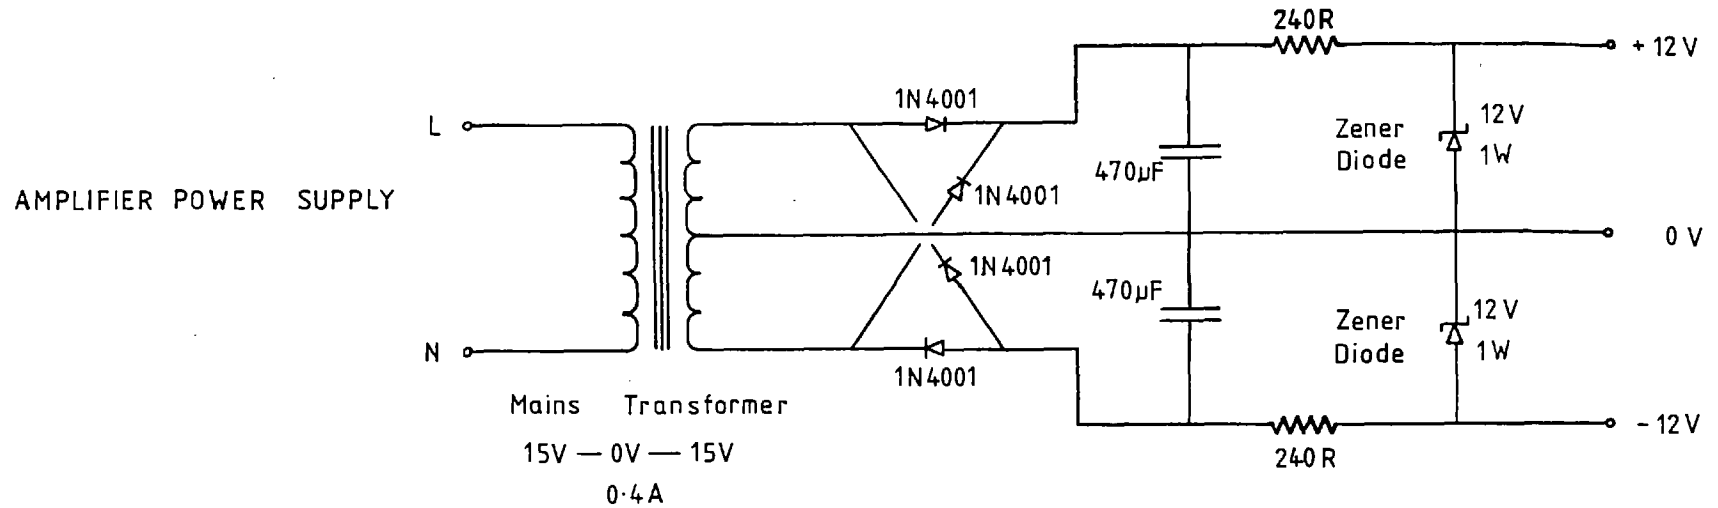 240R
+12V
1N4001
L
12V
Zener
Diode
1W
470µF
1N4001
AMPLIFIER POWER SUPPLY
0V
1N4001
470µF
12V
Zener
Diode
1W
N
1N4001
Mains Transformer
-12V
15V — 0V — 15V
240R
0·4A